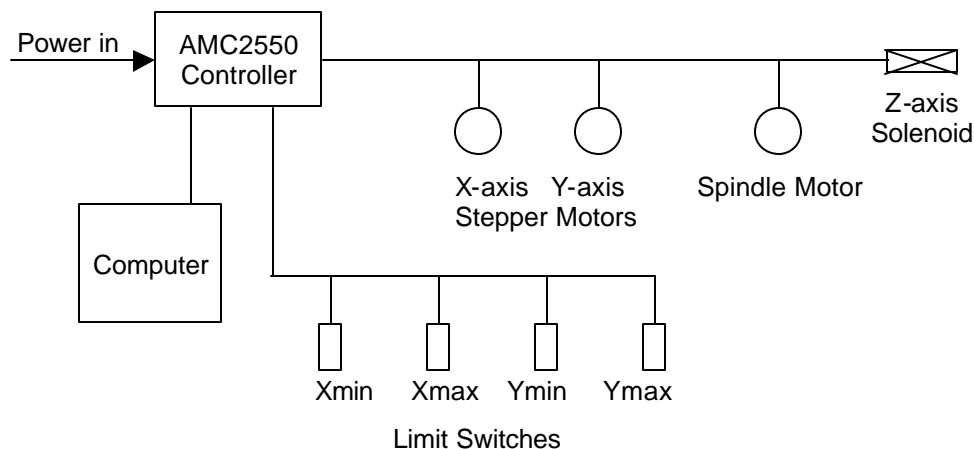 Power in
AMC2550
Controller
Z-axis
Solenoid
X-axis Y-axis
Stepper Motors
Spindle Motor
Computer
Xmin Xmax Ymin Ymax
Limit Switches